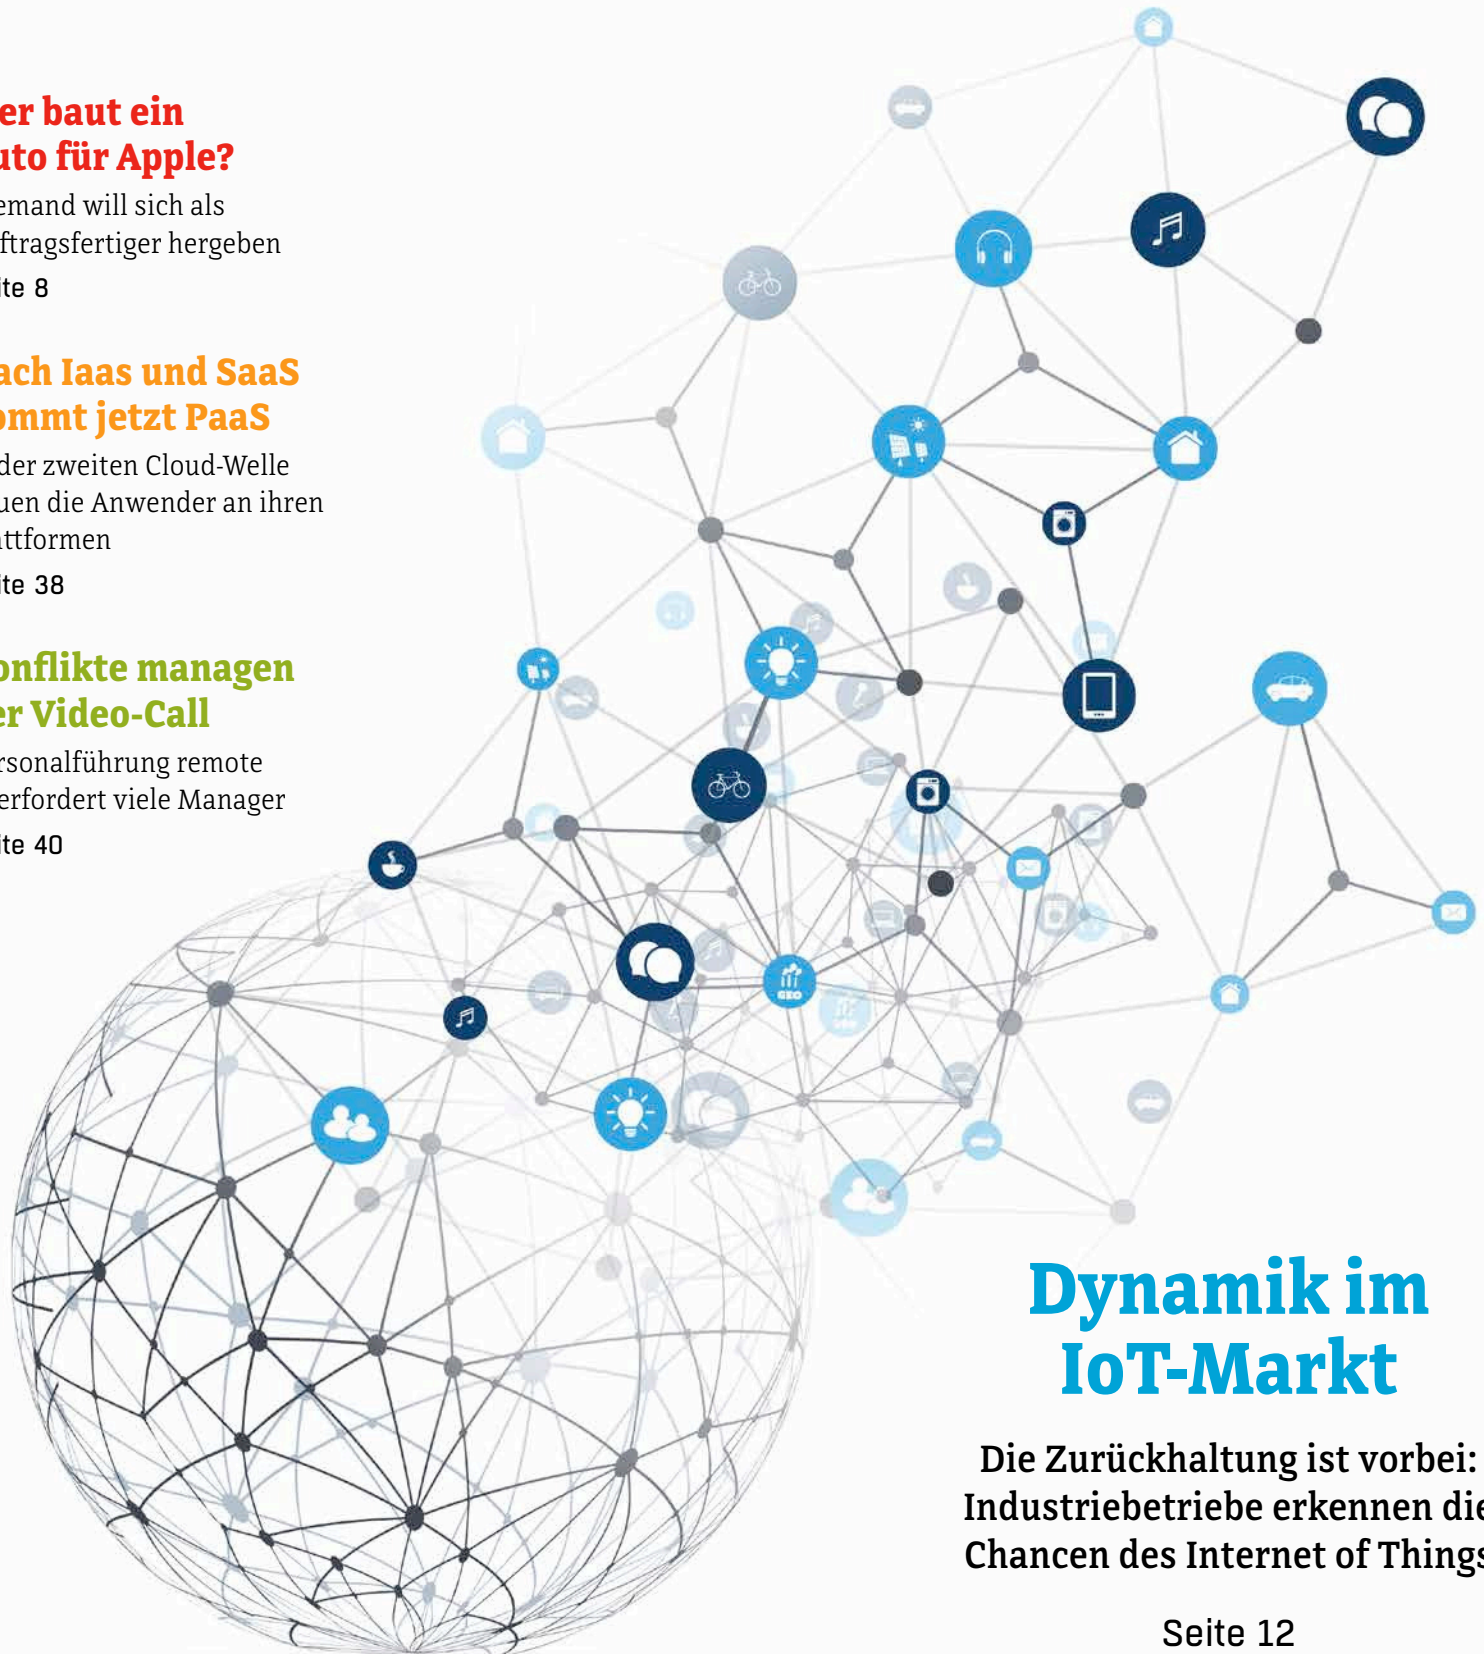 er baut ein
uto für Apple?
emand will sich als
ftragsfertiger hergeben
ite 8
ach Iaas und SaaS
ommt jetzt PaaS
der zweiten Cloud-Welle
uen die Anwender an ihren
attformen
ite 38
onflikte managen
er Video-Call
rsonalführung remote
erfordert viele Manager
ite 40
GEO
Dynamik im
IoT-Markt
Die Zurückhaltung ist vorbei:
Industriebetriebe erkennen die
Chancen des Internet of Things
Seite 12